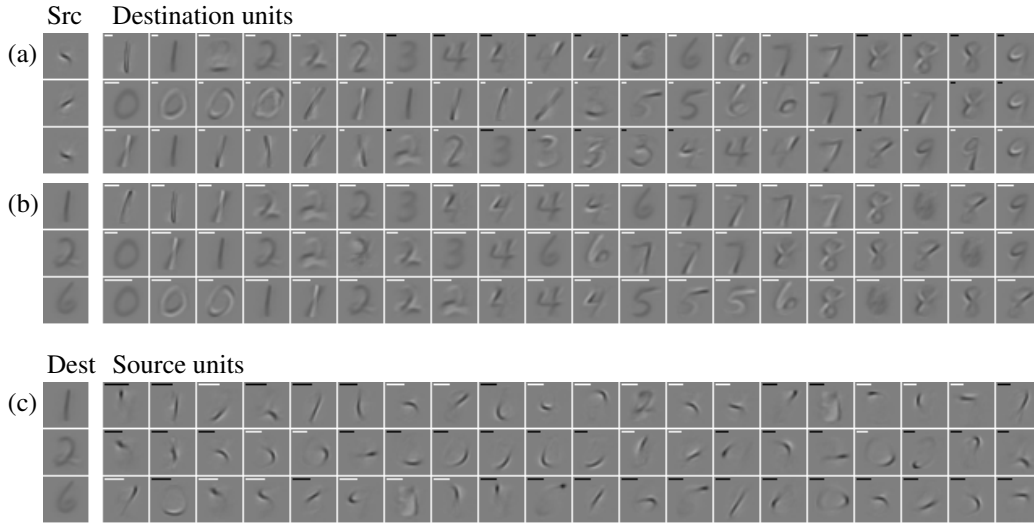 Src Destination units
(a)
(b)
Dest Source units
(c)